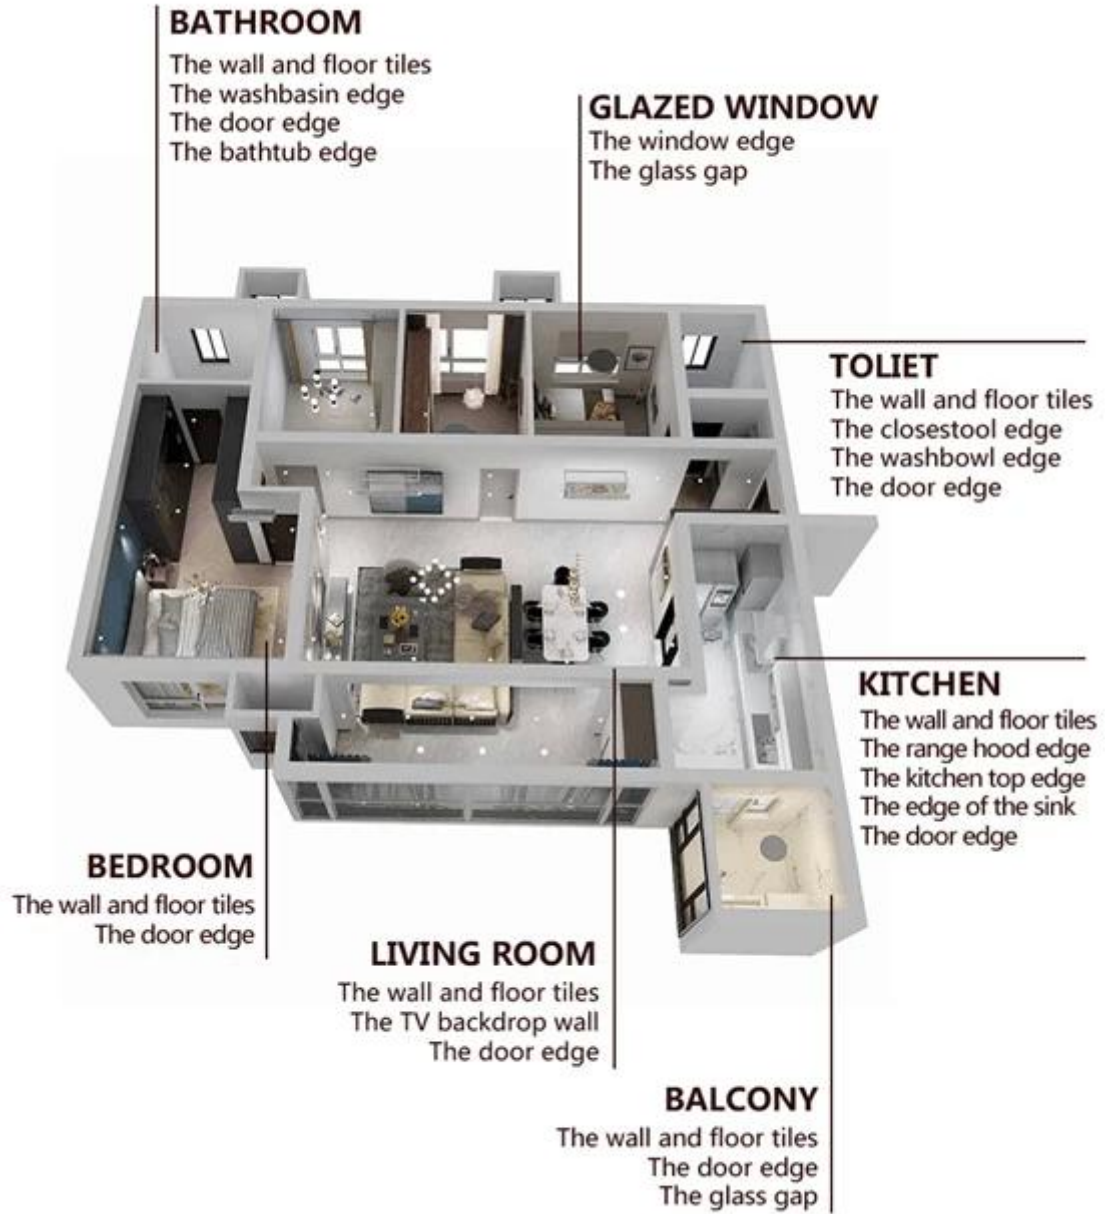 BATHROOM
The wall and floor tiles
The washbasin edge
The door edge
The bathtub edge
GLAZED WINDOW
The window edge
The glass gap
TOLIET
The wall and floor tiles
The closestool edge
The washbowl edge
The door edge
KITCHEN
The wall and floor tiles
The range hood edge
The kitchen top edge
The edge of the sink
The door edge
BEDROOM
The wall and floor tiles
The door edge
LIVING ROOM
The wall and floor tiles
The TV backdrop wall
The door edge
BALCONY
The wall and floor tiles
The door edge
The glass gap